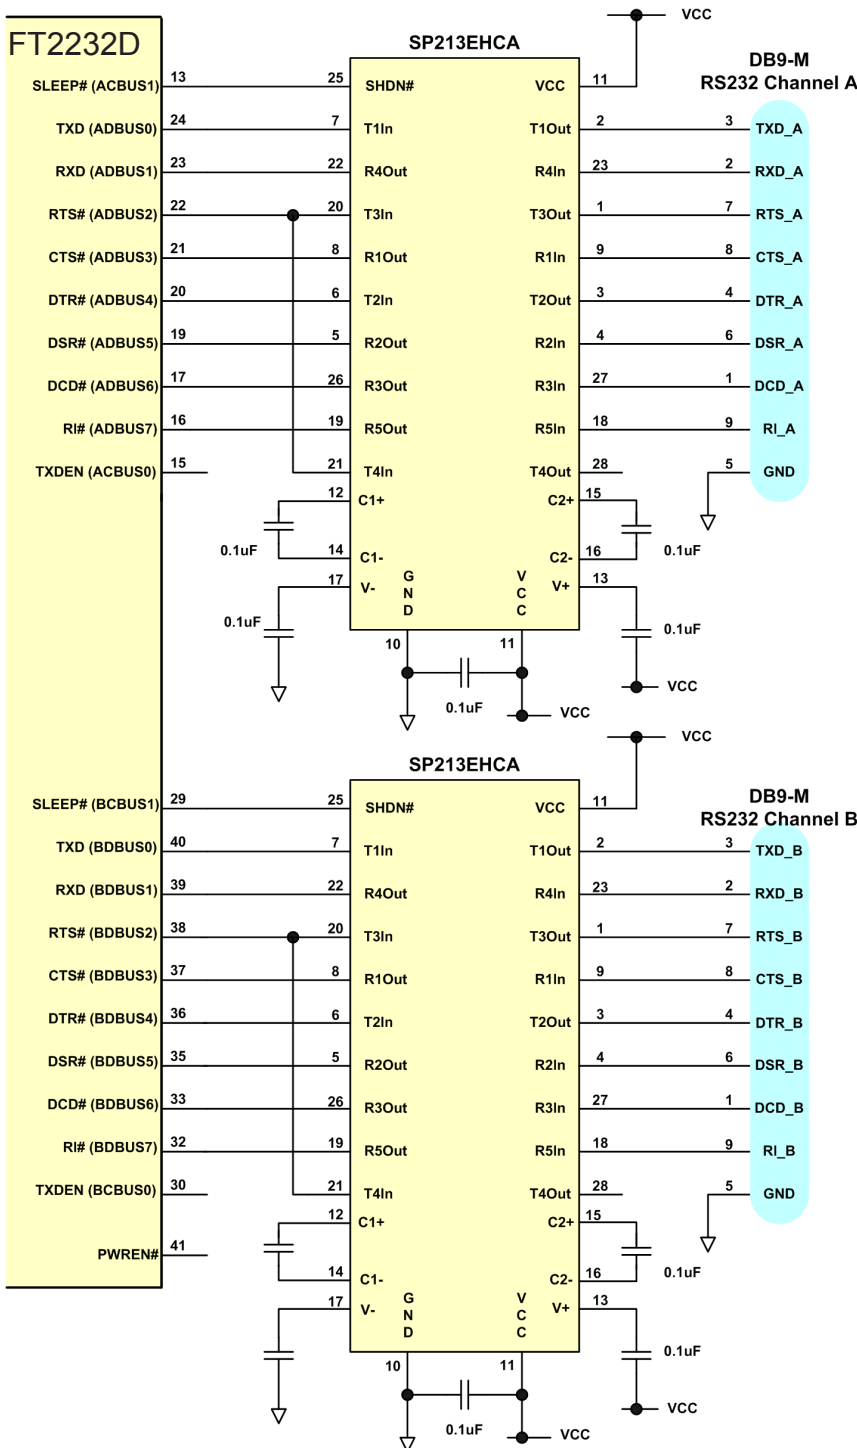 VCC
FT2232D
SP213EHCA
DB9-M
RS232 Channel A
SLEEP# (ACBUS1) 13 25 SHDN# VCC 11
TXD (ADBUS0) 24 7 T1In T1Out 2 3 TXD_A
RXD (ADBUS1) 23 22 R4Out R4In 23 2 RXD_A
RTS# (ADBUS2) 22 20 T3In T3Out 1 7 RTS_A
CTS# (ADBUS3) 21 8 R1Out R1In 9 8 CTS_A
DTR# (ADBUS4) 20 6 T2In T2Out 3 4 DTR_A
DSR# (ADBUS5) 19 5 R2Out R2In 4 6 DSR_A
DCD# (ADBUS6) 17 26 R3Out R3In 27 1 DCD_A
RI# (ADBUS7) 16 19 R5Out R5In 18 9 RI_A
TXDEN (ACBUS0) 15 21 T4In T4Out 28 5 GND
12 C1+ C2+ 15
0.1uF 0.1uF
14 C1- C2- 16
17 V- GND VCC V+ 13
0.1uF 0.1uF
10 11
VCC
0.1uF VCC
VCC
SP213EHCA
DB9-M
RS232 Channel B
SLEEP# (BCBUS1) 29 25 SHDN# VCC 11
TXD (BDBUS0) 40 7 T1In T1Out 2 3 TXD_B
RXD (BDBUS1) 39 22 R4Out R4In 23 2 RXD_B
RTS# (BDBUS2) 38 20 T3In T3Out 1 7 RTS_B
CTS# (BDBUS3) 37 8 R1Out R1In 9 8 CTS_B
DTR# (BDBUS4) 36 6 T2In T2Out 3 4 DTR_B
DSR# (BDBUS5) 35 5 R2Out R2In 4 6 DSR_B
DCD# (BDBUS6) 33 26 R3Out R3In 27 1 DCD_B
RI# (BDBUS7) 32 19 R5Out R5In 18 9 RI_B
TXDEN (BCBUS0) 30 21 T4In T4Out 28 5 GND
12 C1+ C2+ 15
PWREN# 41
0.1uF
14 C1- C2- 16
17 V- GND VCC V+ 13
0.1uF
10 11
VCC
0.1uF VCC